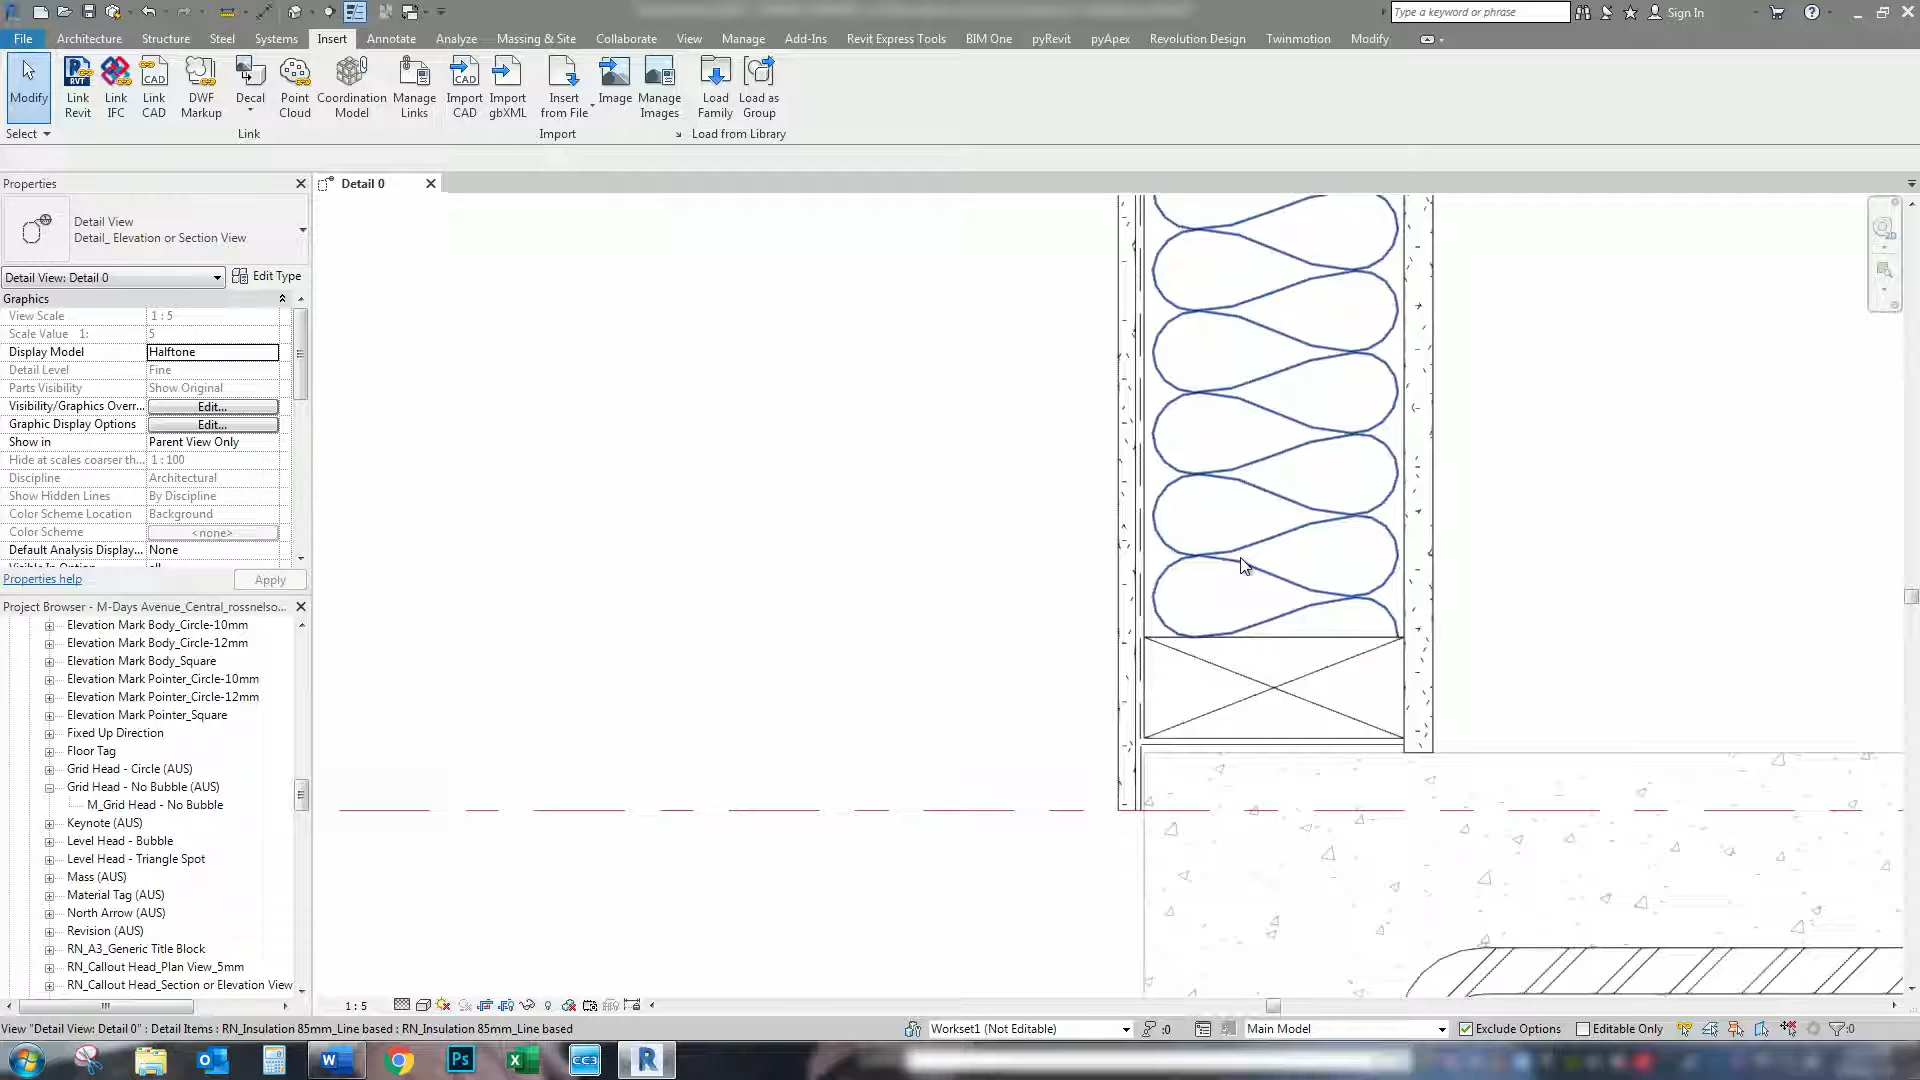 Type a keyword or phrase
Sign In
File Architecture Structure Steel Systems Insert Annotate Analyze Massing & Site Collaborate View Manage Add-Ins Revit Express Tools BIM One pyRevit pyApex Revolution Design Twinmotion Modify
Modify
RVT
Link Revit
Link IFC
CAD
Link CAD
DWF Markup
Decal
Point Cloud
Coordination Model
Manage Links
CAD
Import CAD
Import gbXML
Insert from File
Image
Manage Images
Load Family
Load as Group
Select Link Import Load from Library
Properties
Detail 0
Detail View
Detail_ Elevation or Section View
Detail View: Detail 0 Edit Type
Graphics
View Scale 1 : 5
Scale Value 1: 5
Display Model Halftone
Detail Level Fine
Parts Visibility Show Original
Visibility/Graphics Overr... Edit...
Graphic Display Options Edit...
Show in Parent View Only
Hide at scales coarser th... 1 : 100
Discipline Architectural
Show Hidden Lines By Discipline
Color Scheme Location Background
Color Scheme <none>
Default Analysis Display... None
Properties help Apply
Project Browser - M-Days Avenue_Central_rossnelso...
Elevation Mark Body_Circle-10mm
Elevation Mark Body_Circle-12mm
Elevation Mark Body_Square
Elevation Mark Pointer_Circle-10mm
Elevation Mark Pointer_Circle-12mm
Elevation Mark Pointer_Square
Fixed Up Direction
Floor Tag
Grid Head - Circle (AUS)
Grid Head - No Bubble (AUS)
M_Grid Head - No Bubble
Keynote (AUS)
Level Head - Bubble
Level Head - Triangle Spot
Mass (AUS)
Material Tag (AUS)
North Arrow (AUS)
Revision (AUS)
RN_A3_Generic Title Block
RN_Callout Head_Plan View_5mm
RN_Callout Head_Section or Elevation View
1 : 5
View "Detail View: Detail 0" : Detail Items : RN_Insulation 85mm_Line based : RN_Insulation 85mm_Line based
Workset1 (Not Editable) :0 Main Model Exclude Options Editable Only :0
W Ps X CC3 R